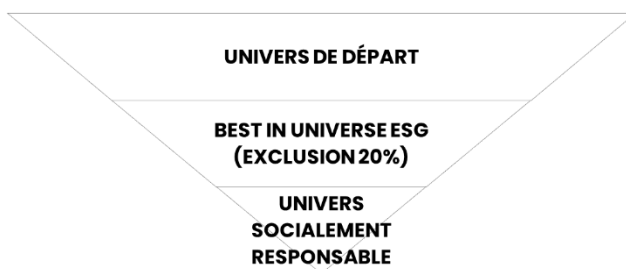 UNIVERS DE DÉPART
BEST IN UNIVERSE ESG
(EXCLUSION 20%)
UNIVERS
SOCIALEMENT
RESPONSABLE